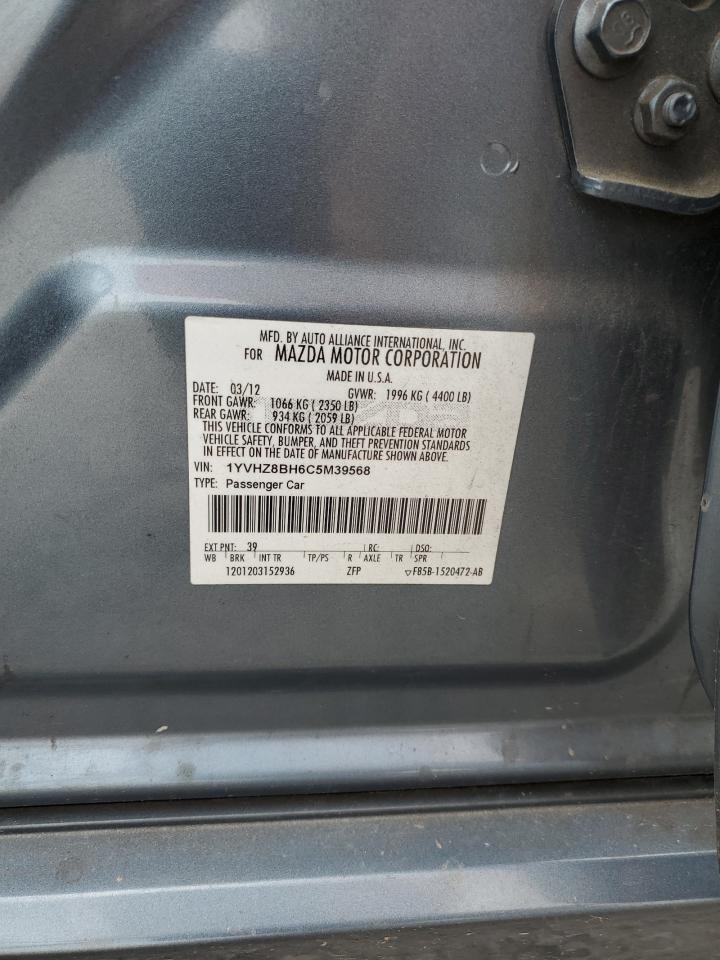 MFD. BY AUTO ALLIANCE INTERNATIONAL, INC.
FOR MAZDA MOTOR CORPORATION
MADE IN U.S.A.
DATE: 03/12 GVWR: 1996 KG ( 4400 LB)
FRONT GAWR: 1066 KG ( 2350 LB)
REAR GAWR: 934 KG ( 2059 LB)
THIS VEHICLE CONFORMS TO ALL APPLICABLE FEDERAL MOTOR
VEHICLE SAFETY, BUMPER, AND THEFT PREVENTION STANDARDS
IN EFFECT ON THE DATE OF MANUFACTURE SHOWN ABOVE.
VIN: 1YVHZ8BH6C5M39568
TYPE: Passenger Car
EXT PNT: 39 RC: DSO:
WB BRK INT TR TP/PS R AXLE TR SPR
1201203152936 ZFP ▽F85B-1520472-AB